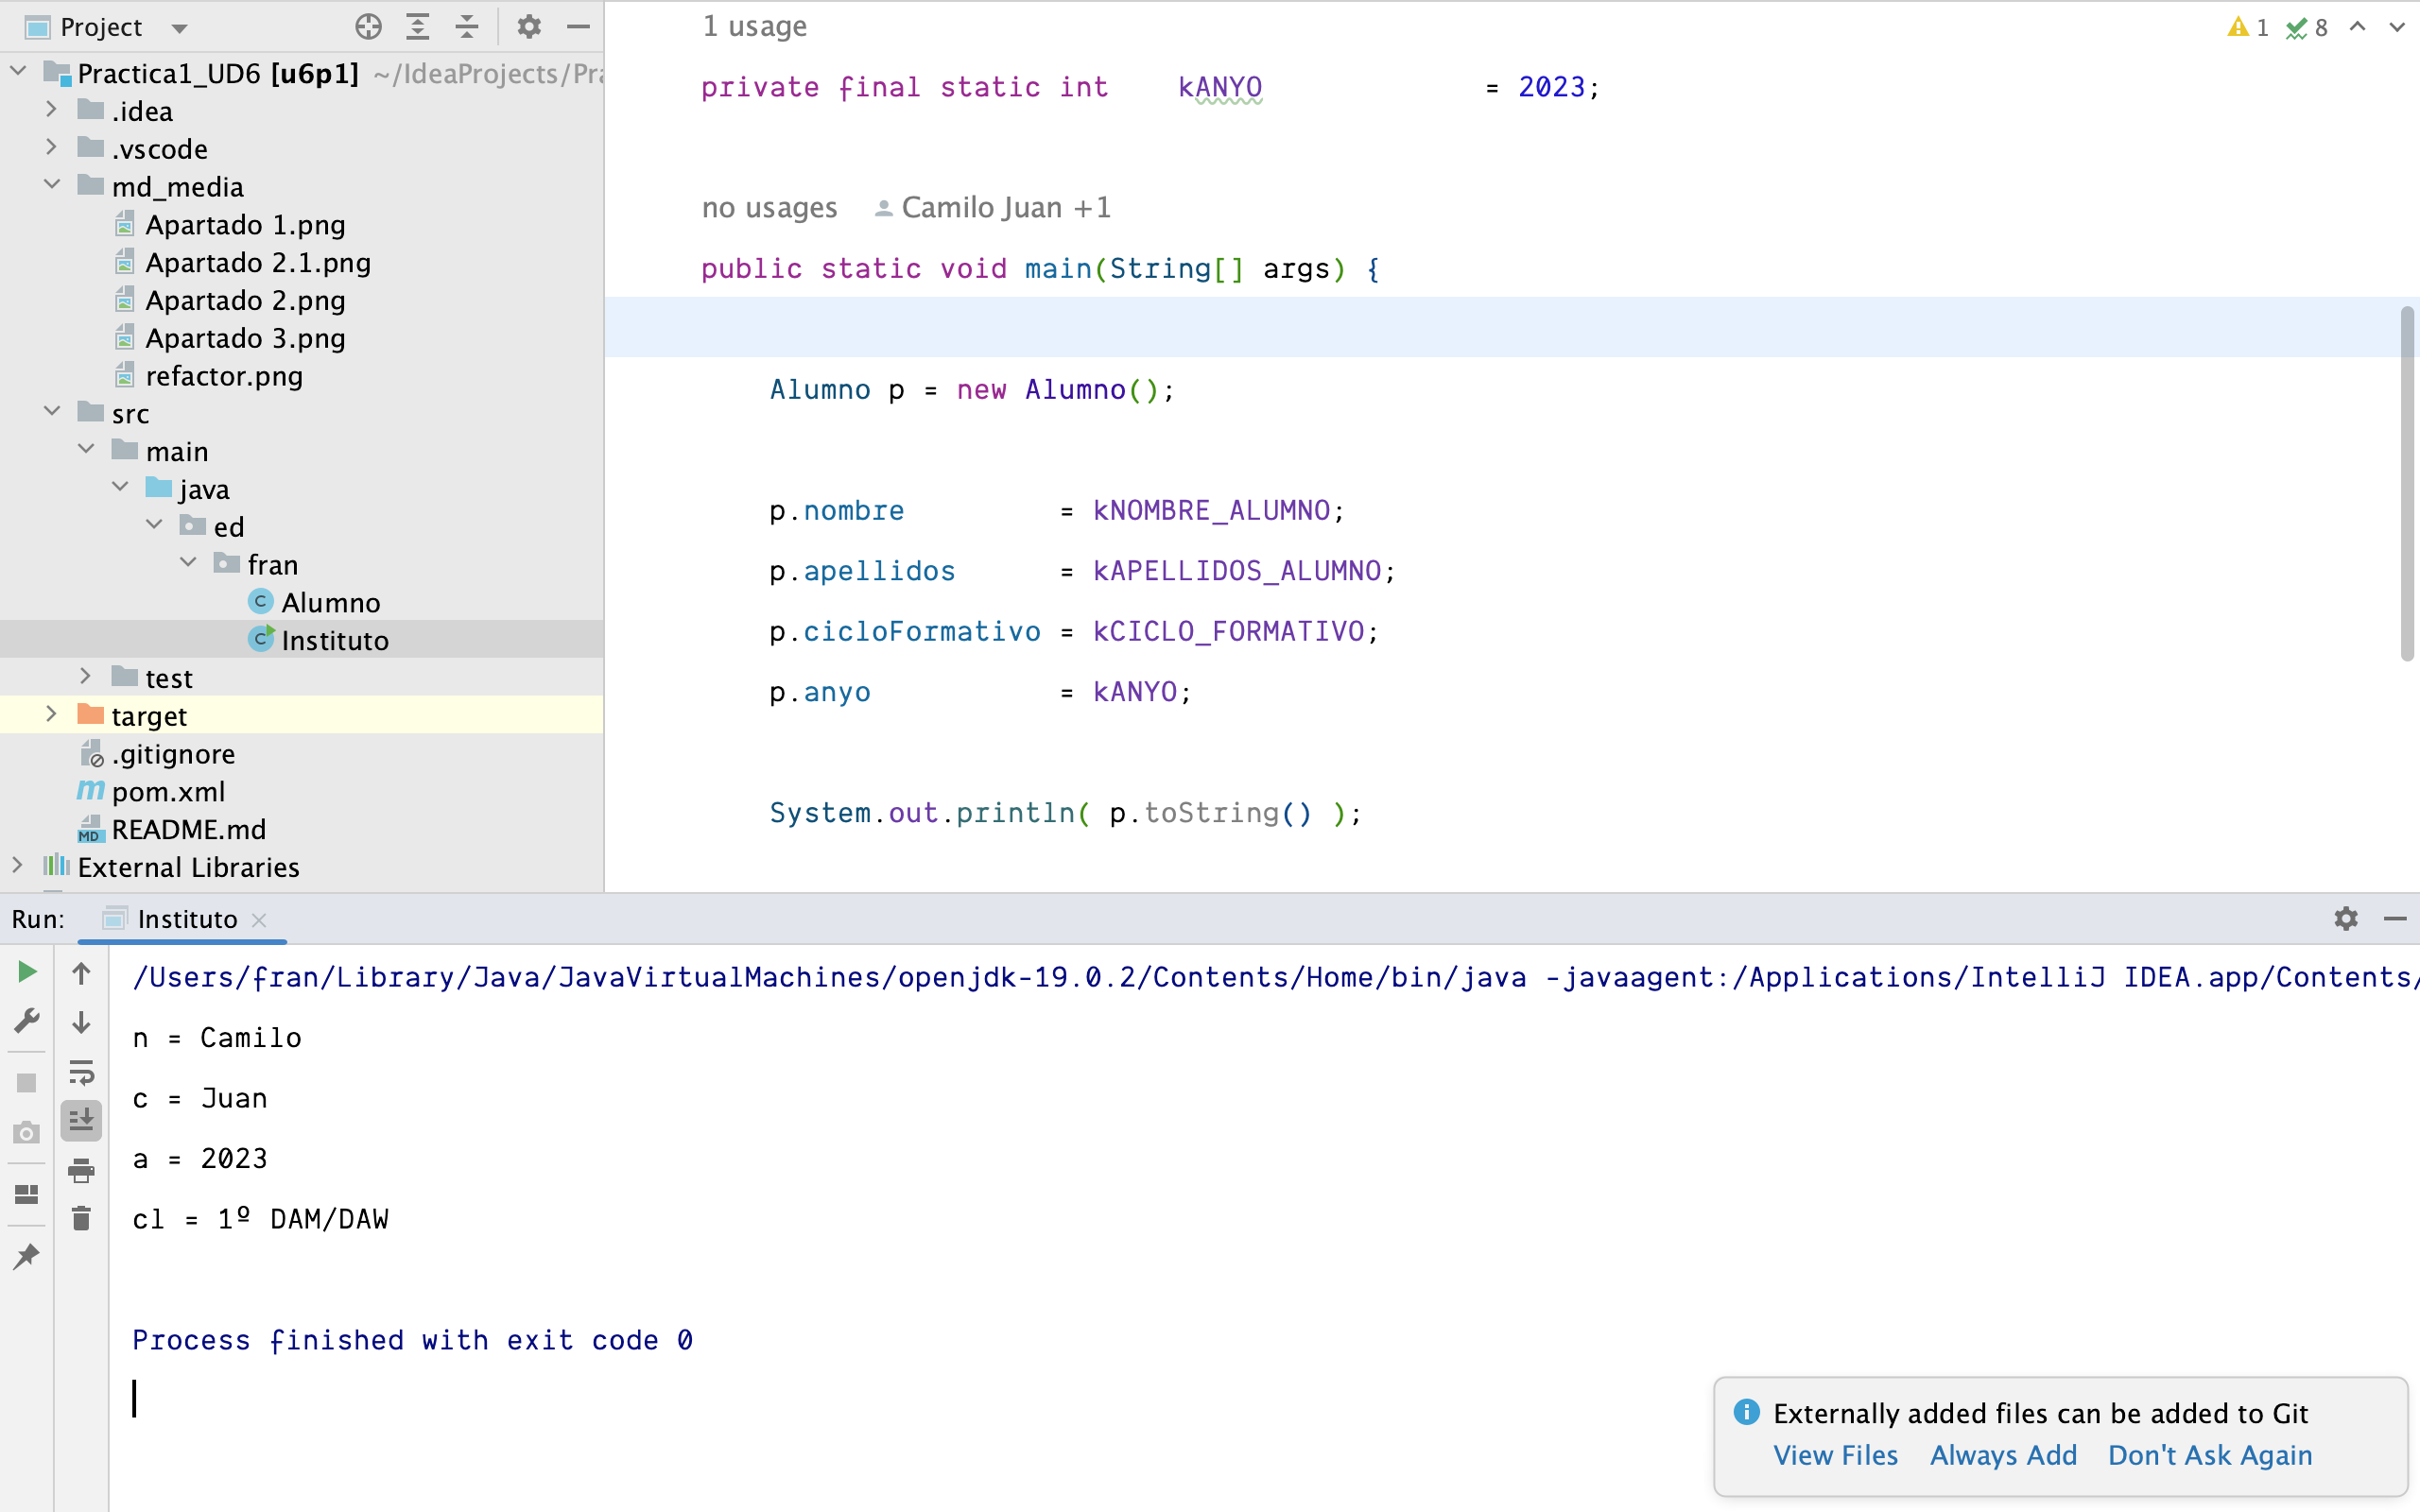 Project
Practica1_UD6 [u6p1] ~/IdeaProjects/Pra
.idea
.vscode
md_media
Apartado 1.png
Apartado 2.1.png
Apartado 2.png
Apartado 3.png
refactor.png
src
main
java
ed
fran
Alumno
Instituto
test
target
.gitignore
pom.xml
README.md
External Libraries
1 usage
1 8
private final static int kANYO = 2023;
no usages Camilo Juan +1
public static void main(String[] args) {
Alumno p = new Alumno();
p.nombre = kNOMBRE_ALUMNO;
p.apellidos = kAPELLIDOS_ALUMNO;
p.cicloFormativo = kCICLO_FORMATIVO;
p.anyo = kANYO;
System.out.println( p.toString() );
Run: Instituto
/Users/fran/Library/Java/JavaVirtualMachines/openjdk-19.0.2/Contents/Home/bin/java -javaagent:/Applications/IntelliJ IDEA.app/Contents/
n = Camilo
c = Juan
a = 2023
cl = 1º DAM/DAW
Process finished with exit code 0
Externally added files can be added to Git
View Files Always Add Don't Ask Again